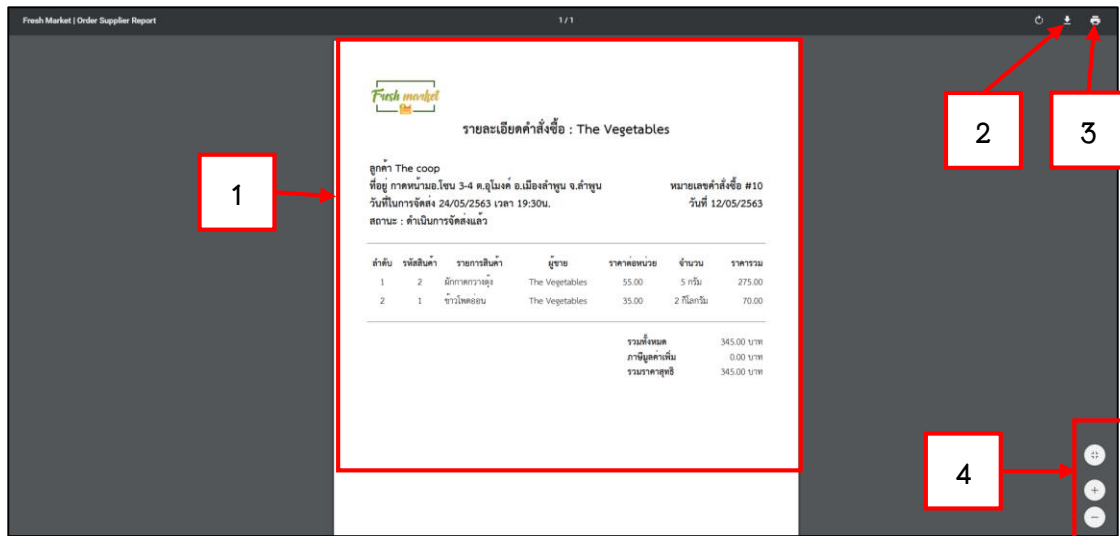 Fresh Market | Order Supplier Report 1 / 1
2 3
Fresh market
รายละเอียดคำสั่งซื้อ : The Vegetables
1
ลูกค้า The coop
ที่อยู่ กาดหน้ามอ.โซน 3-4 ต.อุโมงค์ อ.เมืองลำพูน จ.ลำพูน หมายเลขคำสั่งซื้อ #10
วันที่ในการจัดส่ง 24/05/2563 เวลา 19:30น. วันที่ 12/05/2563
สถานะ : ดำเนินการจัดส่งแล้ว
ลำดับ รหัสสินค้า รายการสินค้า ผู้ขาย ราคาต่อหน่วย จำนวน ราคารวม
1 2 ผักกาดกวางตุ้ง The Vegetables 55.00 5 กรัม 275.00
2 1 ข้าวโพดอ่อน The Vegetables 35.00 2 กิโลกรัม 70.00
รวมทั้งหมด 345.00 บาท
ภาษีมูลค่าเพิ่ม 0.00 บาท
รวมราคาสุทธิ 345.00 บาท
4